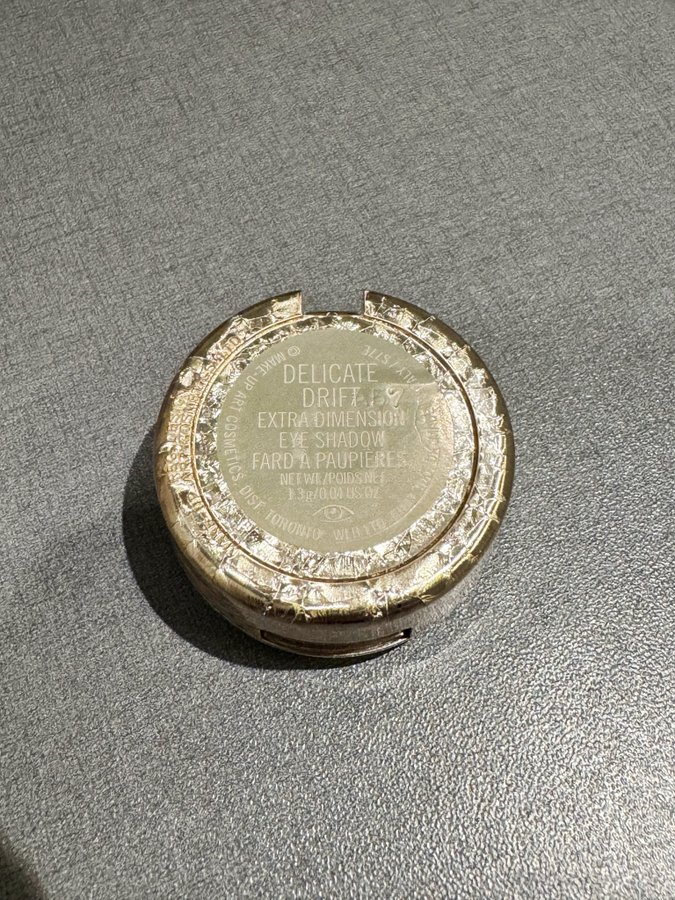 DELICATE
DRIFT
EXTRA DIMENSION
EYE SHADOW
FARD À PAUPIÈRES
NET WT./POIDS NET
1.3g/0.04 US OZ
© MAKE-UP ART COSMETICS DIST TORONTO